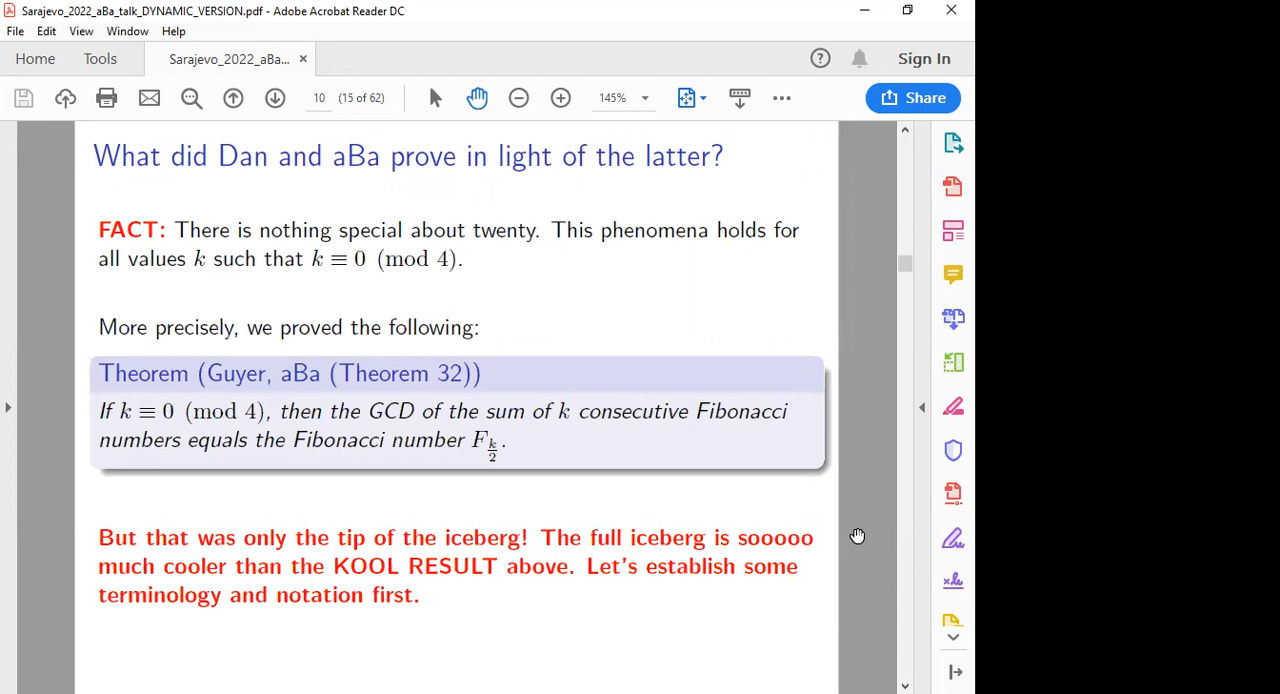 Sarajevo_2022_aBa_talk_DYNAMIC_VERSION.pdf - Adobe Acrobat Reader DC
File Edit View Window Help
Home Tools Sarajevo_2022_aBa... × Sign In
10 (15 of 62) 145% Share
What did Dan and aBa prove in light of the latter?
FACT: There is nothing special about twenty. This phenomena holds for
all values k such that k ≡ 0 (mod 4).
More precisely, we proved the following:
Theorem (Guyer, aBa (Theorem 32))
If k ≡ 0 (mod 4), then the GCD of the sum of k consecutive Fibonacci
numbers equals the Fibonacci number F_{k/2}.
But that was only the tip of the iceberg! The full iceberg is sooooo
much cooler than the KOOL RESULT above. Let's establish some
terminology and notation first.